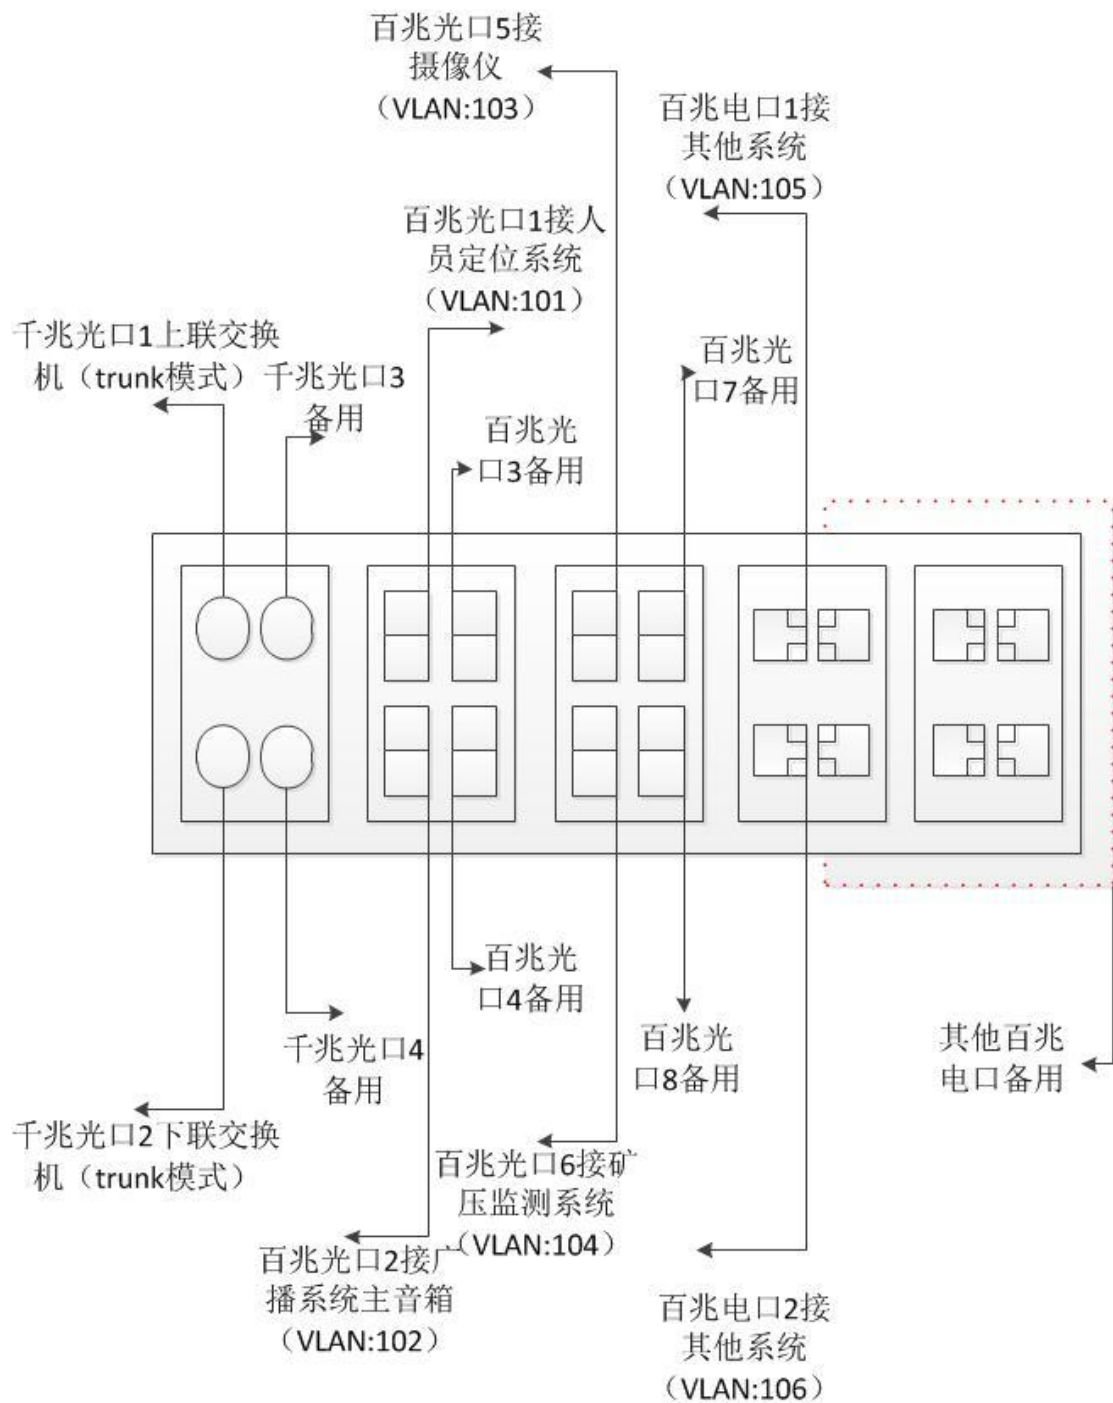 百兆光口5接
摄像仪
（VLAN:103）
百兆电口1接
其他系统
（VLAN:105）
百兆光口1接人
员定位系统
（VLAN:101）
千兆光口1上联交换
机（trunk模式）
千兆光口3
备用
百兆光
口7备用
百兆光
口3备用
百兆光
口4备用
千兆光口4
备用
百兆光
口8备用
其他百兆
电口备用
千兆光口2下联交换
机（trunk模式）
百兆光口6接矿
压监测系统
（VLAN:104）
百兆光口2接广
播系统主音箱
（VLAN:102）
百兆电口2接
其他系统
（VLAN:106）